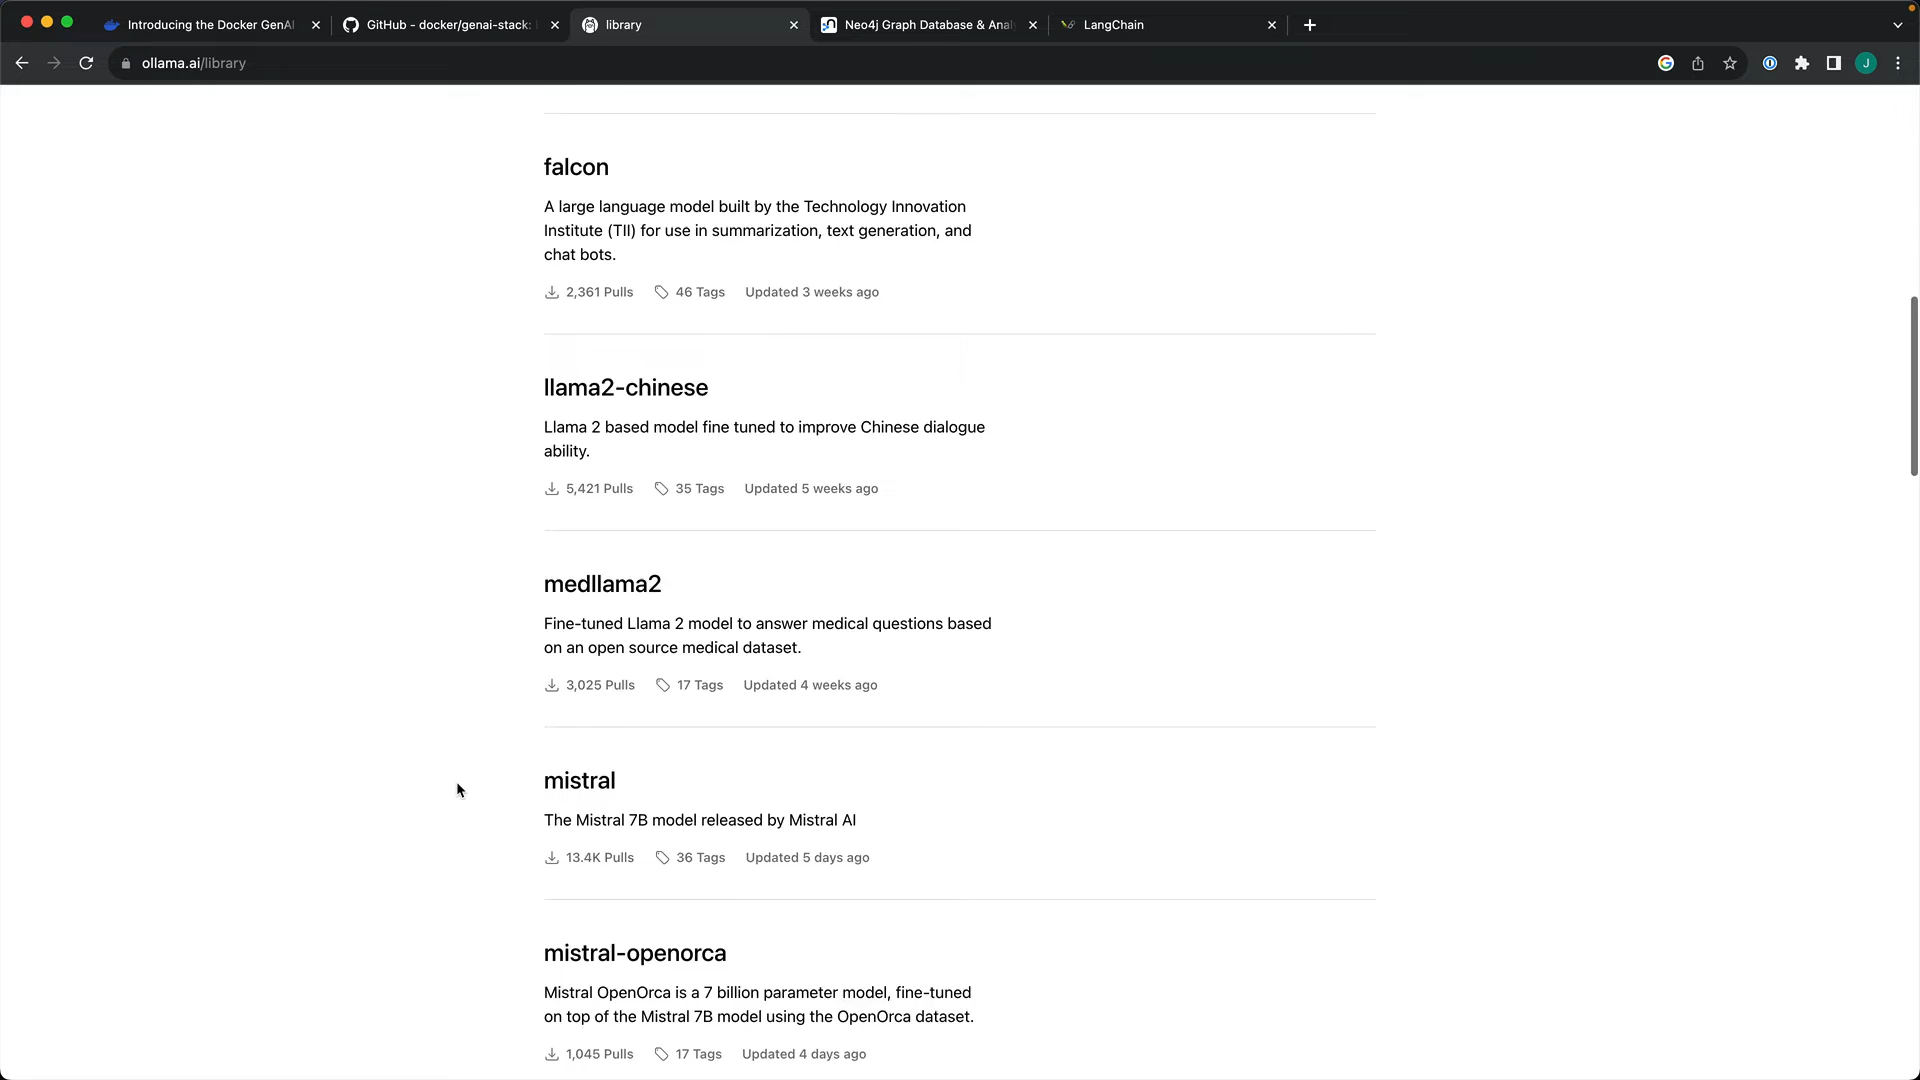 Introducing the Docker GenAI
GitHub - docker/genai-stack:
library
Neo4j Graph Database & Anal
LangChain
ollama.ai/library
J
falcon
A large language model built by the Technology Innovation
Institute (TII) for use in summarization, text generation, and
chat bots.
2,361 Pulls 46 Tags Updated 3 weeks ago
llama2-chinese
Llama 2 based model fine tuned to improve Chinese dialogue
ability.
5,421 Pulls 35 Tags Updated 5 weeks ago
medllama2
Fine-tuned Llama 2 model to answer medical questions based
on an open source medical dataset.
3,025 Pulls 17 Tags Updated 4 weeks ago
mistral
The Mistral 7B model released by Mistral AI
13.4K Pulls 36 Tags Updated 5 days ago
mistral-openorca
Mistral OpenOrca is a 7 billion parameter model, fine-tuned
on top of the Mistral 7B model using the OpenOrca dataset.
1,045 Pulls 17 Tags Updated 4 days ago